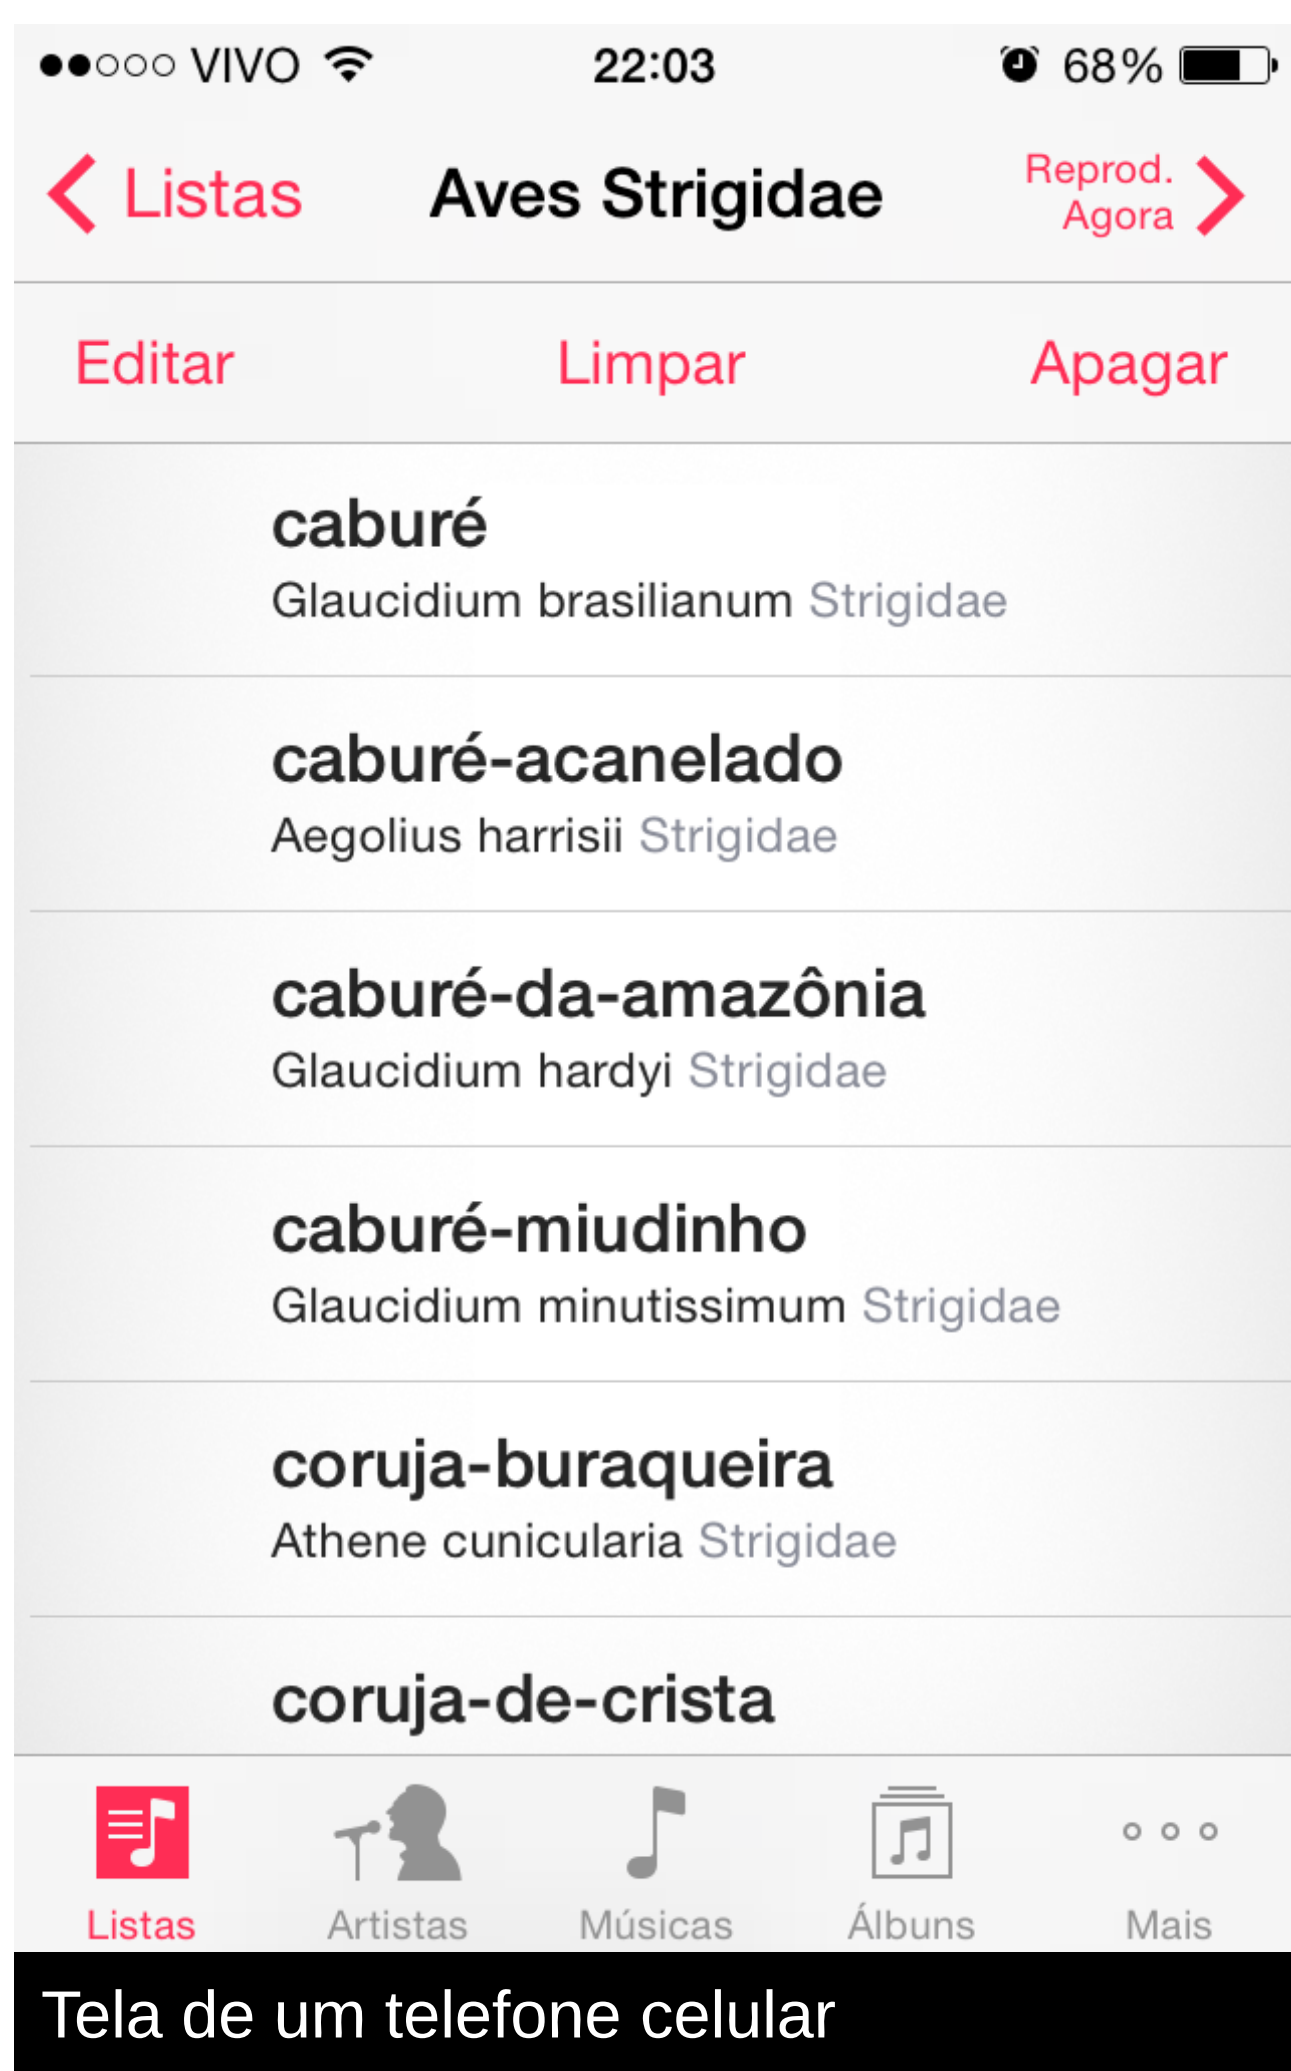 VIVO 22:03 68%
Listas Aves Strigidae Reprod. Agora
Editar Limpar Apagar
caburé
Glaucidium brasilianum Strigidae
caburé-acanelado
Aegolius harrisii Strigidae
caburé-da-amazônia
Glaucidium hardyi Strigidae
caburé-miudinho
Glaucidium minutissimum Strigidae
coruja-buraqueira
Athene cunicularia Strigidae
coruja-de-crista
Listas Artistas Músicas Álbuns Mais
Tela de um telefone celular